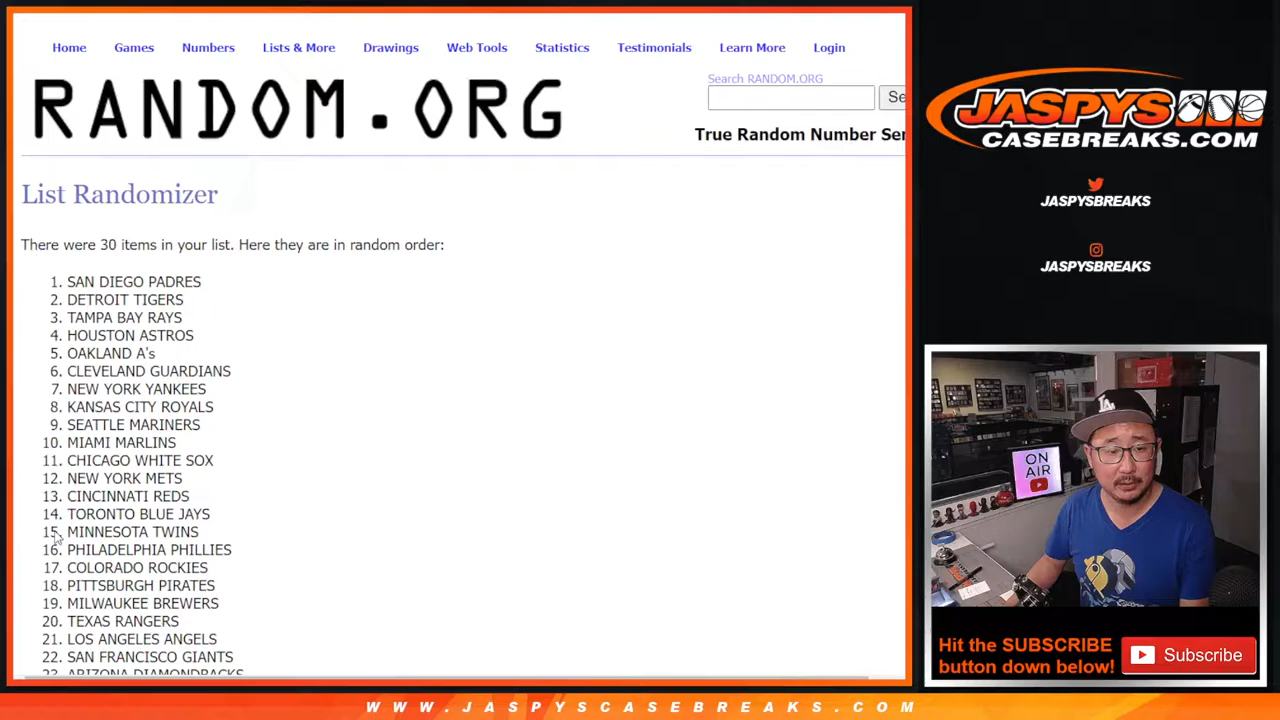 Home Games Numbers Lists & More Drawings Web Tools Statistics Testimonials Learn More Login
RANDOM.ORG
Search RANDOM.ORG
Se
True Random Number Ser
List Randomizer
There were 30 items in your list. Here they are in random order:
1. SAN DIEGO PADRES
2. DETROIT TIGERS
3. TAMPA BAY RAYS
4. HOUSTON ASTROS
5. OAKLAND A's
6. CLEVELAND GUARDIANS
7. NEW YORK YANKEES
8. KANSAS CITY ROYALS
9. SEATTLE MARINERS
10. MIAMI MARLINS
11. CHICAGO WHITE SOX
12. NEW YORK METS
13. CINCINNATI REDS
14. TORONTO BLUE JAYS
15. MINNESOTA TWINS
16. PHILADELPHIA PHILLIES
17. COLORADO ROCKIES
18. PITTSBURGH PIRATES
19. MILWAUKEE BREWERS
20. TEXAS RANGERS
21. LOS ANGELES ANGELS
22. SAN FRANCISCO GIANTS
23. ARIZONA DIAMONDBACKS
JASPYS
CASEBREAKS.COM
JASPYSBREAKS
JASPYSBREAKS
LA
ON
AIR
Hit the SUBSCRIBE
button down below!
Subscribe
WWW.JASPYSCASEBREAKS.COM